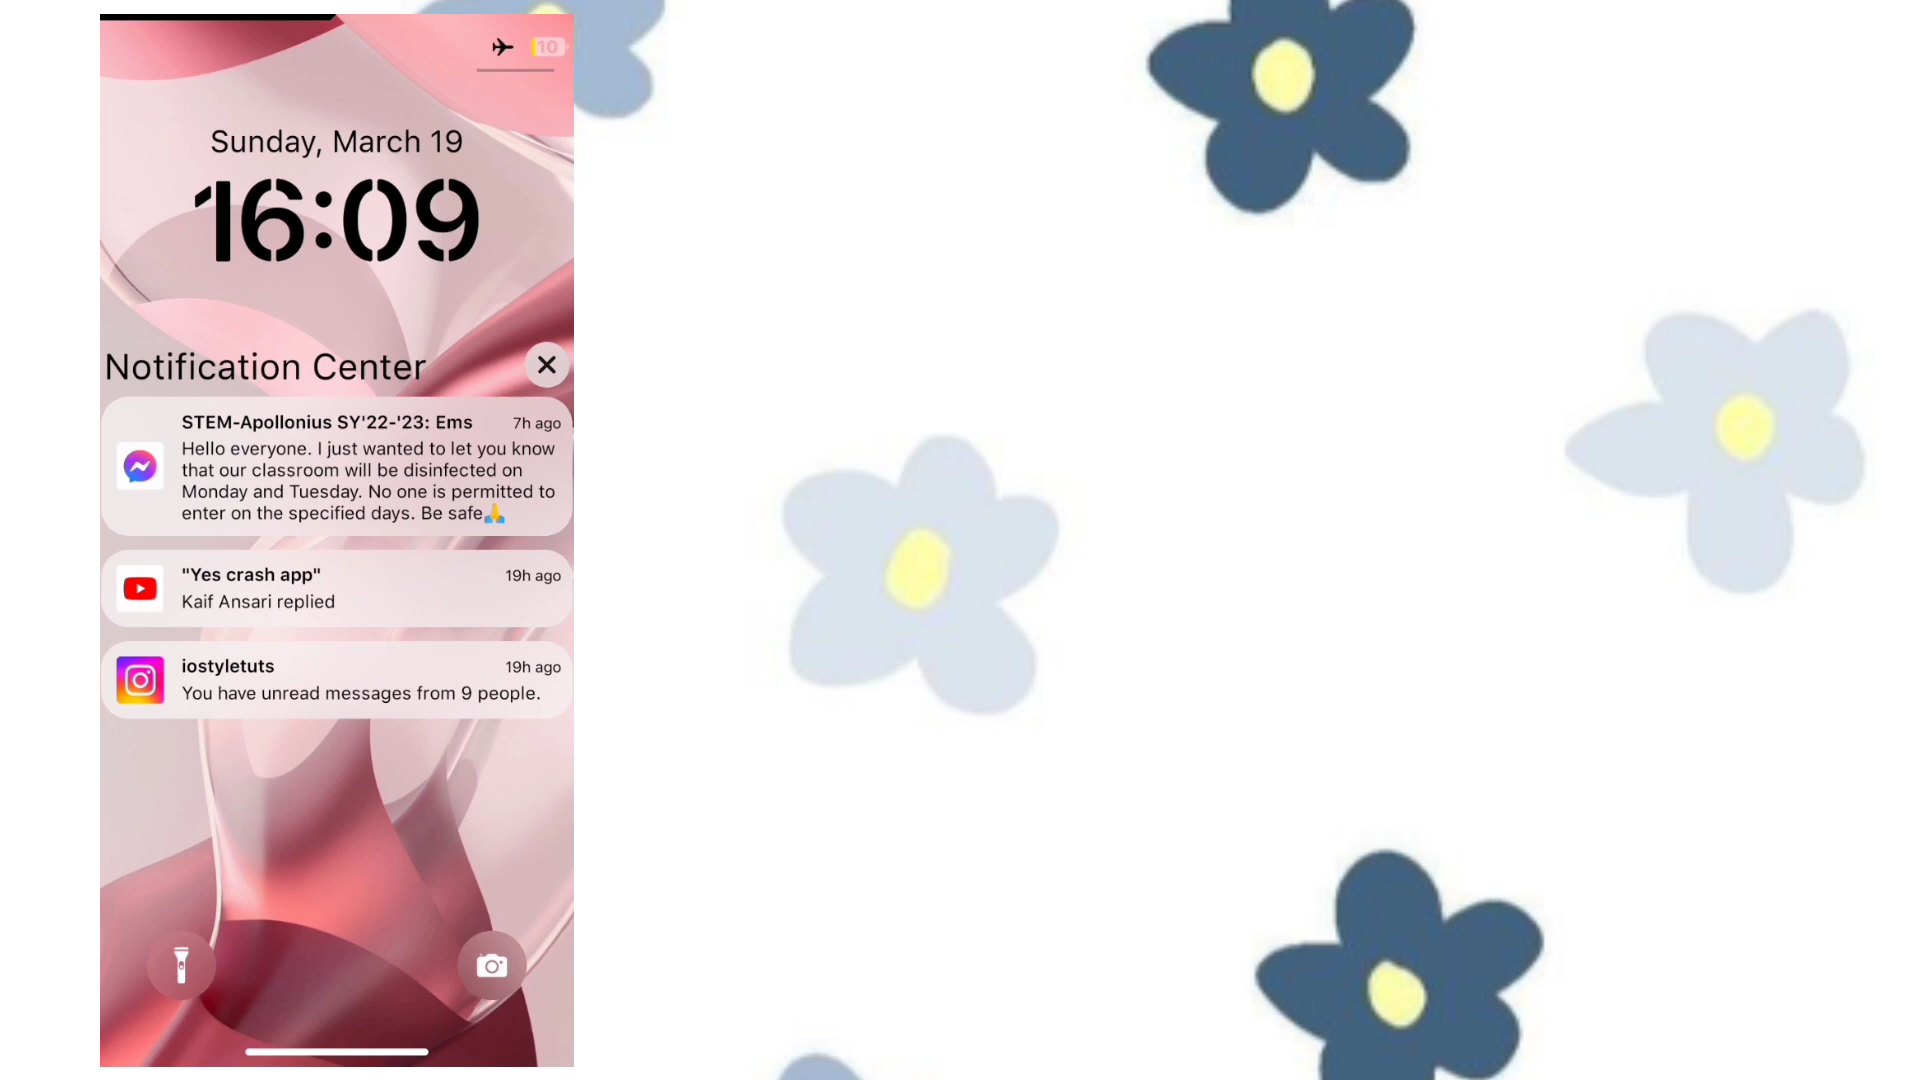 10
Sunday, March 19
16:09
Notification Center
STEM-Apollonius SY'22-'23: Ems 7h ago
Hello everyone. I just wanted to let you know
that our classroom will be disinfected on
Monday and Tuesday. No one is permitted to
enter on the specified days. Be safe🙏
"Yes crash app" 19h ago
Kaif Ansari replied
iostyletuts 19h ago
You have unread messages from 9 people.